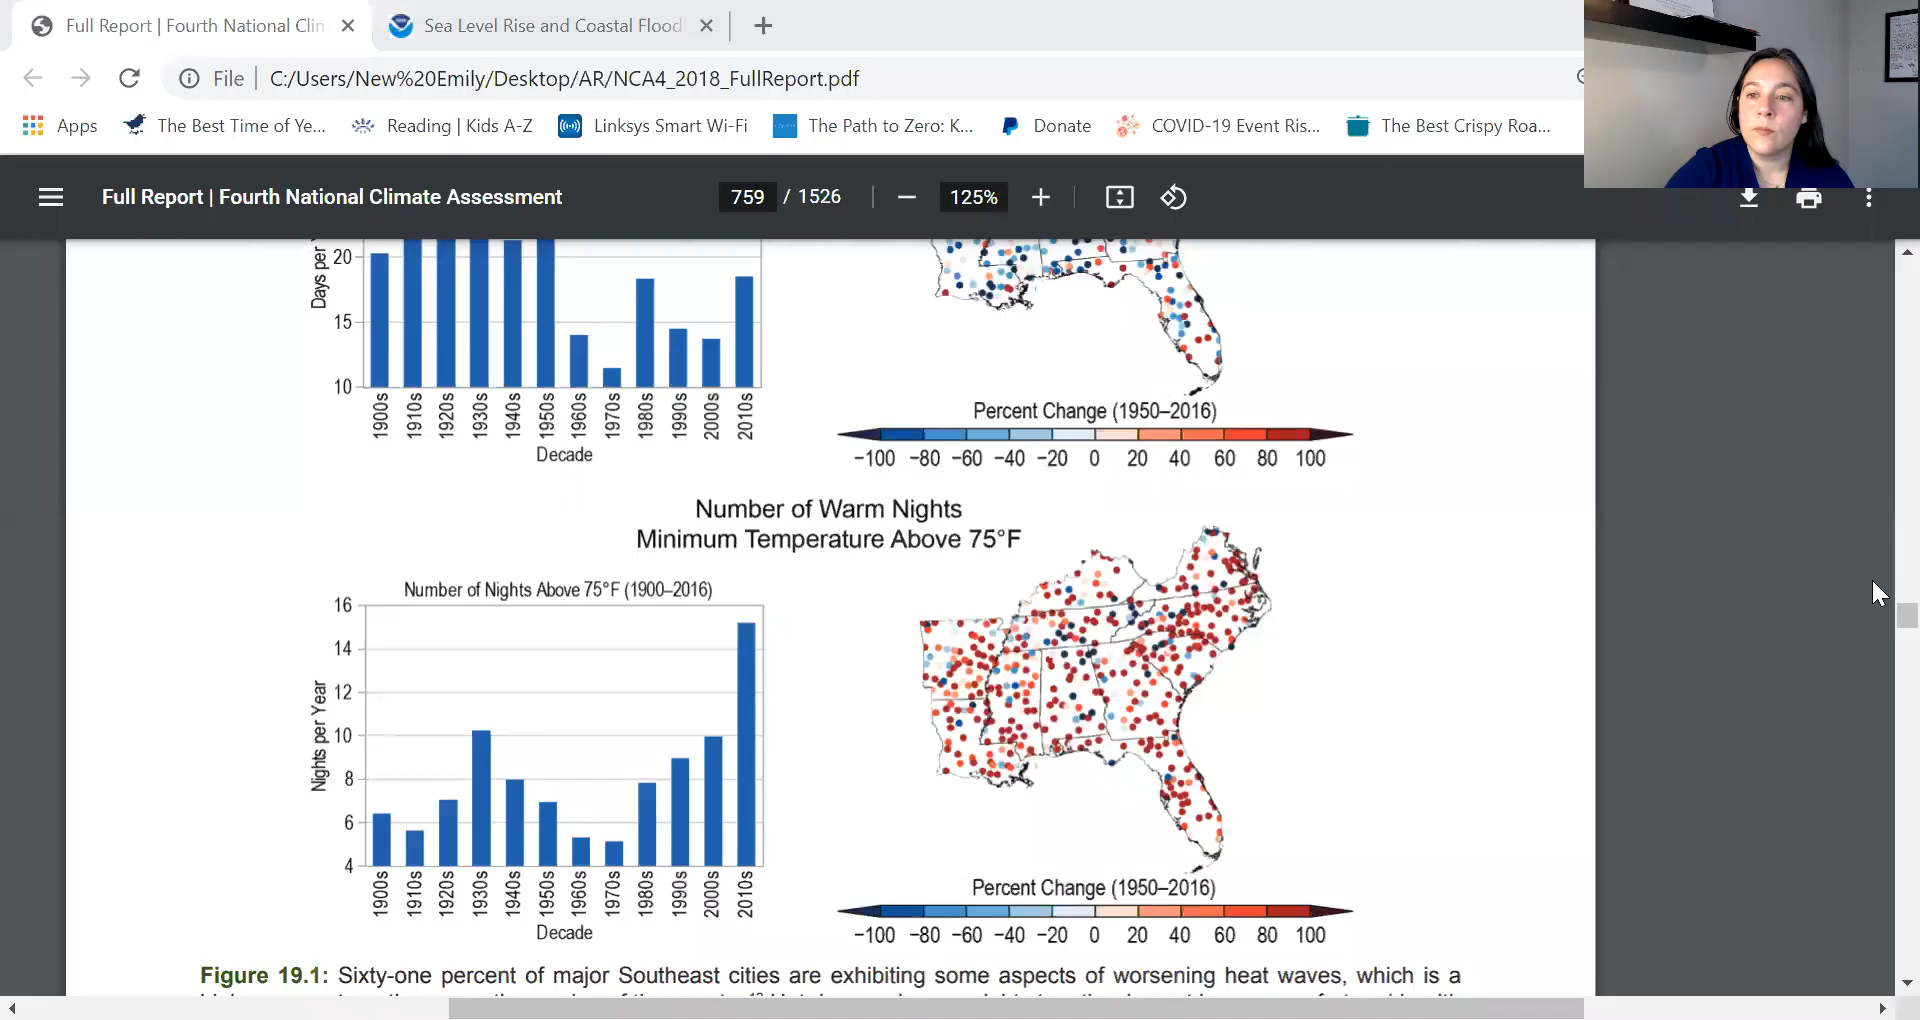 Full Report | Fourth National Clin
Sea Level Rise and Coastal Flood
File
C:/Users/New%20Emily/Desktop/AR/NCA4_2018_FullReport.pdf
Apps
The Best Time of Ye...
Reading | Kids A-Z
Linksys Smart Wi-Fi
The Path to Zero: K...
Donate
COVID-19 Event Ris...
The Best Crispy Roa...
Full Report | Fourth National Climate Assessment
759 / 1526
125%
Days per
20
15
10
1900s 1910s 1920s 1930s 1940s 1950s 1960s 1970s 1980s 1990s 2000s 2010s
Decade
Percent Change (1950–2016)
−100 −80 −60 −40 −20 0 20 40 60 80 100
Number of Warm Nights
Minimum Temperature Above 75°F
Number of Nights Above 75°F (1900–2016)
Nights per Year
16
14
12
10
8
6
4
1900s 1910s 1920s 1930s 1940s 1950s 1960s 1970s 1980s 1990s 2000s 2010s
Decade
Percent Change (1950–2016)
−100 −80 −60 −40 −20 0 20 40 60 80 100
Figure 19.1: Sixty-one percent of major Southeast cities are exhibiting some aspects of worsening heat waves, which is a